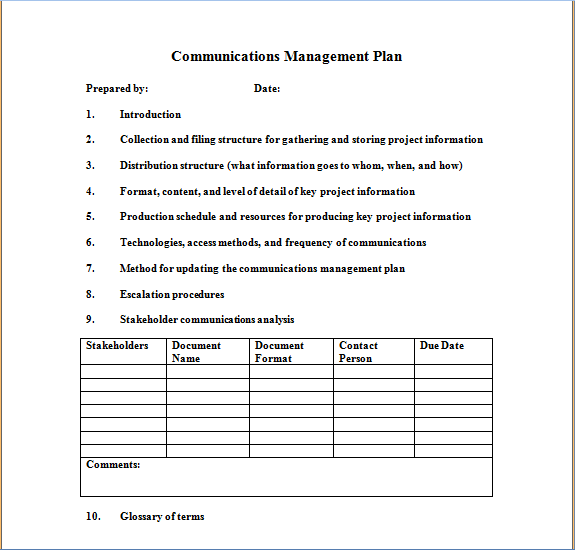 Communications Management Plan
Prepared by: Date:
1. Introduction
2. Collection and filing structure for gathering and storing project information
3. Distribution structure (what information goes to whom, when, and how)
4. Format, content, and level of detail of key project information
5. Production schedule and resources for producing key project information
6. Technologies, access methods, and frequency of communications
7. Method for updating the communications management plan
8. Escalation procedures
9. Stakeholder communications analysis
Stakeholders Document Document Contact Due Date
Name Format Person
Comments:
10. Glossary of terms